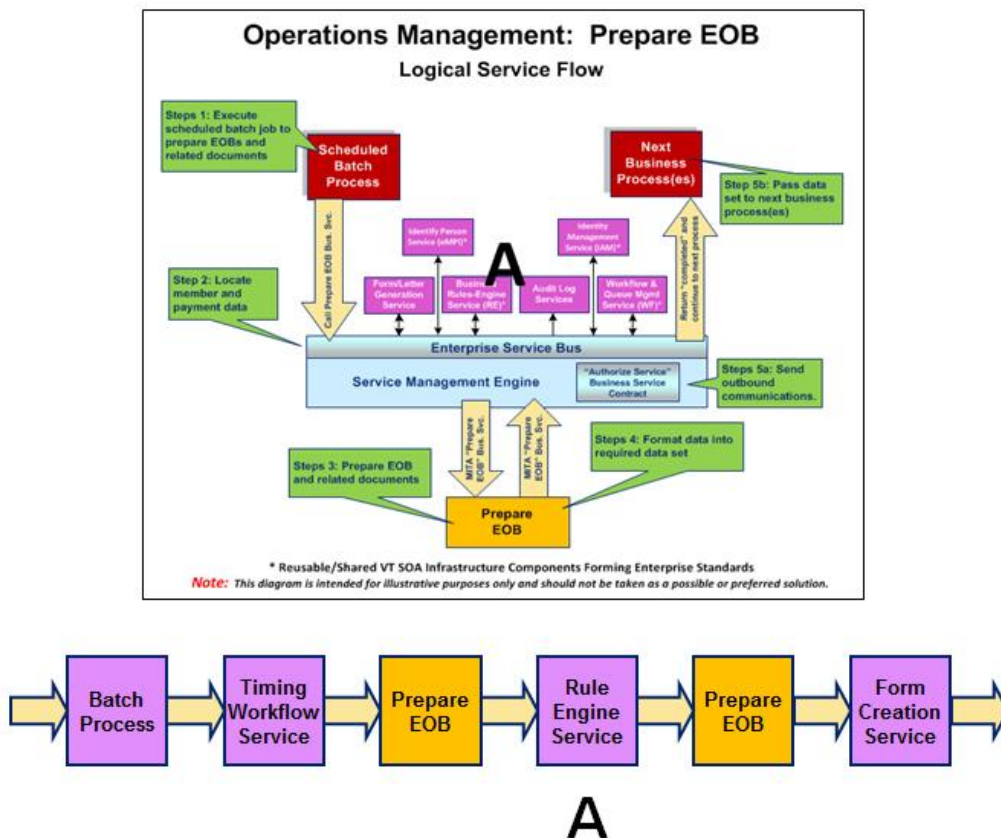 Operations Management: Prepare EOB
Logical Service Flow
Steps 1: Execute
scheduled batch job to
prepare EOBs and
related documents
Scheduled
Batch
Process
Next
Business
Process(es)
Step 5b: Pass data
set to next business
process(es)
Call Prepare EOB Bus. Svc.
Identify Person
Service (eMPI)*
A
Identity
Management
Service (IAM)*
Return "completed" and
continue to next process
Step 2: Locate
member and
payment data
Form/Letter
Generation
Service
Business
Rules-Engine
Service (RE)*
Audit Log
Services
Workflow &
Queue Mgmt
Service (WF)*
Enterprise Service Bus
Service Management Engine
"Authorize Service"
Business Service
Contract
Steps 5a: Send
outbound
communications.
MITA "Prepare
EOB" Bus. Svc.
MITA "Prepare
EOB" Bus. Svc.
Steps 3: Prepare EOB
and related documents
Steps 4: Format data into
required data set
Prepare
EOB
* Reusable/Shared VT SOA Infrastructure Components Forming Enterprise Standards
Note: This diagram is intended for illustrative purposes only and should not be taken as a possible or preferred solution.
Batch
Process
Timing
Workflow
Service
Prepare
EOB
Rule
Engine
Service
Prepare
EOB
Form
Creation
Service
A